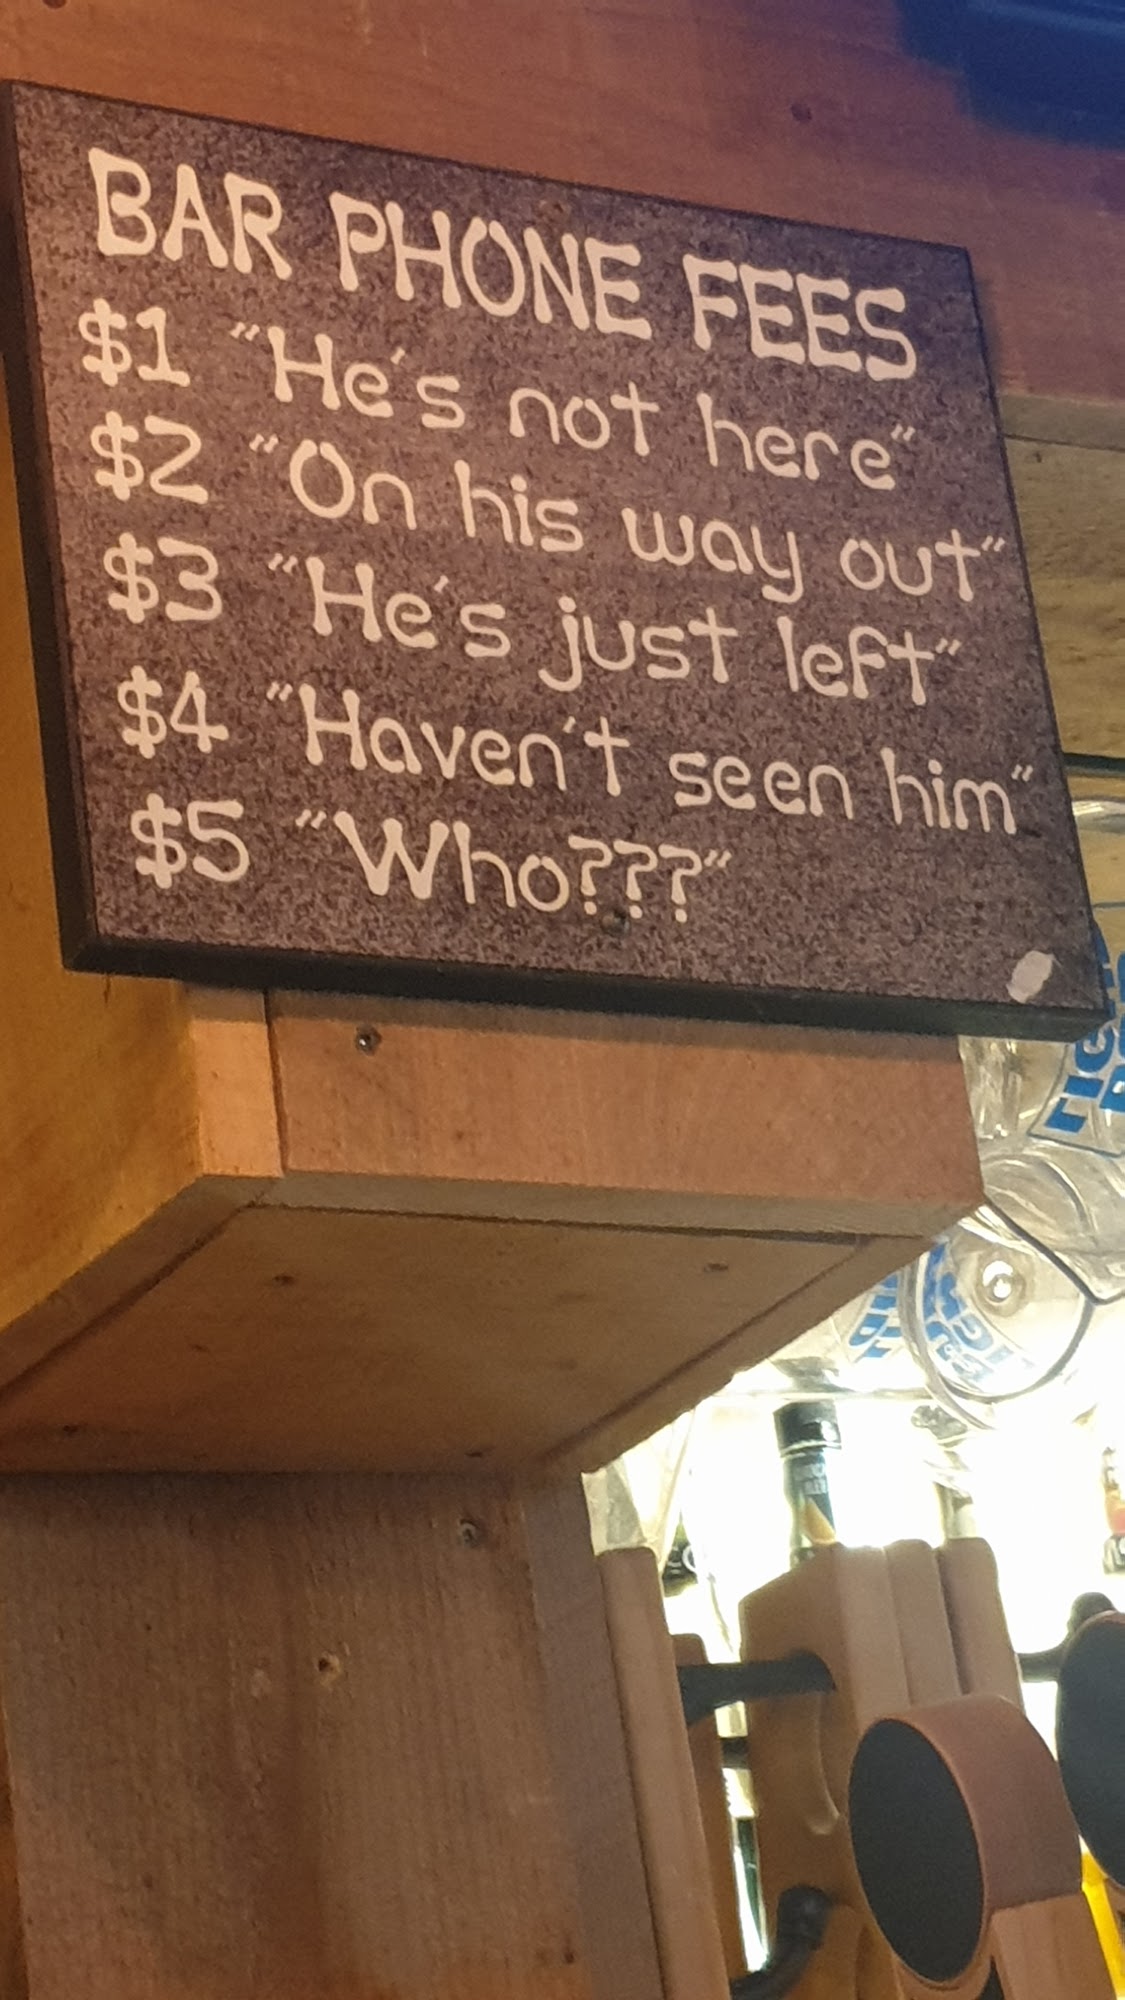 BAR PHONE FEES
$1 "He's not here"
$2 "On his way out"
$3 "He's just left"
$4 "Haven't seen him"
$5 "Who???"